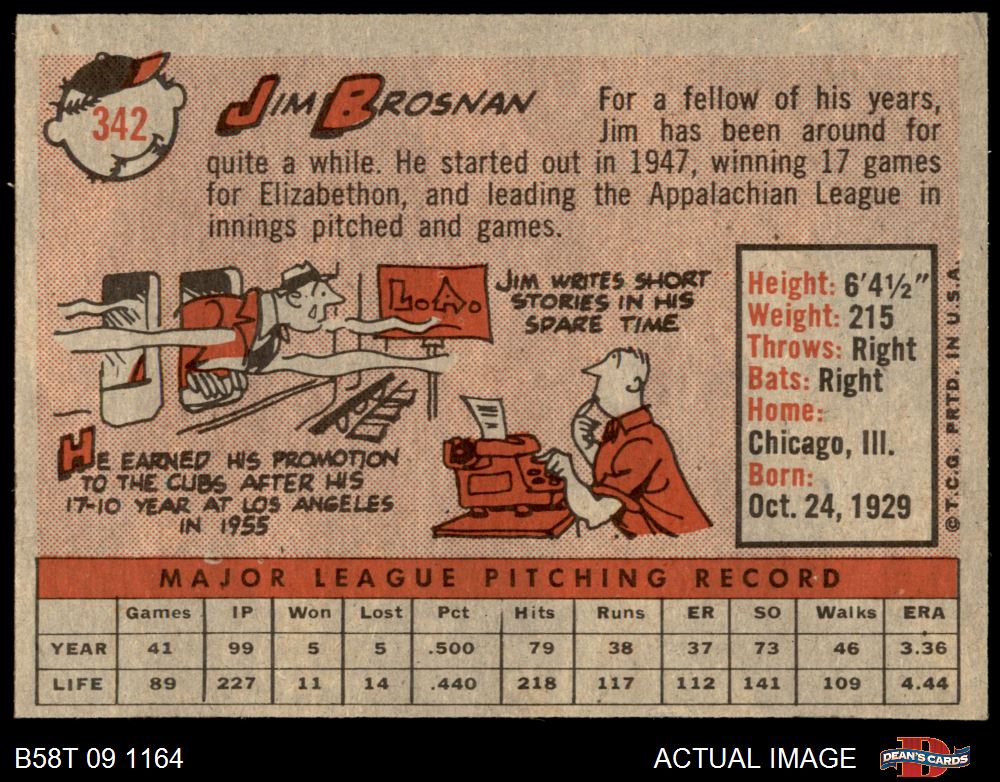 342
JIM BROSNAN
For a fellow of his years,
Jim has been around for
quite a while. He started out in 1947, winning 17 games
for Elizabethon, and leading the Appalachian League in
innings pitched and games.
L.A.
JIM WRITES SHORT
STORIES IN HIS
SPARE TIME
HE EARNED HIS PROMOTION
TO THE CUBS AFTER HIS
17-10 YEAR AT LOS ANGELES
IN 1955
Height: 6'4½"
Weight: 215
Throws: Right
Bats: Right
Home:
Chicago, Ill.
Born:
Oct. 24, 1929
© T.C.G. PRTD. IN U.S.A.
MAJOR LEAGUE PITCHING RECORD
Games IP Won Lost Pct Hits Runs ER SO Walks ERA
YEAR 41 99 5 5 .500 79 38 37 73 46 3.36
LIFE 89 227 11 14 .440 218 117 112 141 109 4.44
B58T 09 1164 ACTUAL IMAGE DEAN'S CARDS